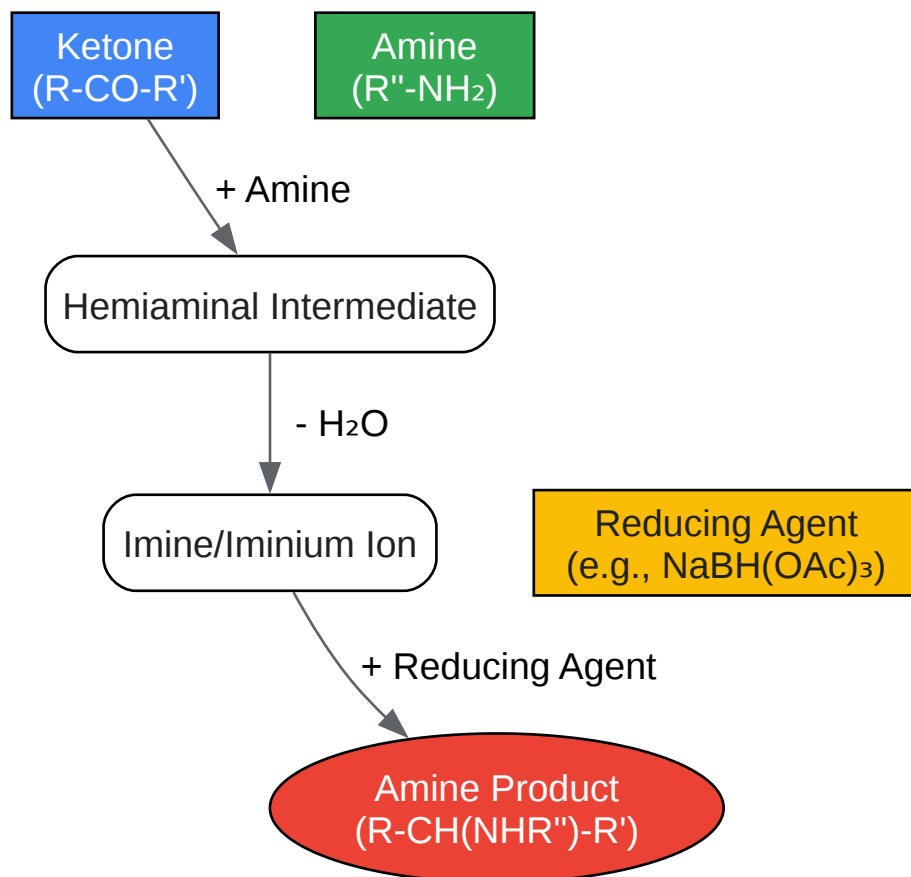 Ketone
(R-CO-R')
Amine
(R''-NH₂)
+ Amine
Hemiaminal Intermediate
- H₂O
Imine/Iminium Ion
Reducing Agent
(e.g., NaBH(OAc)₃)
+ Reducing Agent
Amine Product
(R-CH(NHR'')-R')